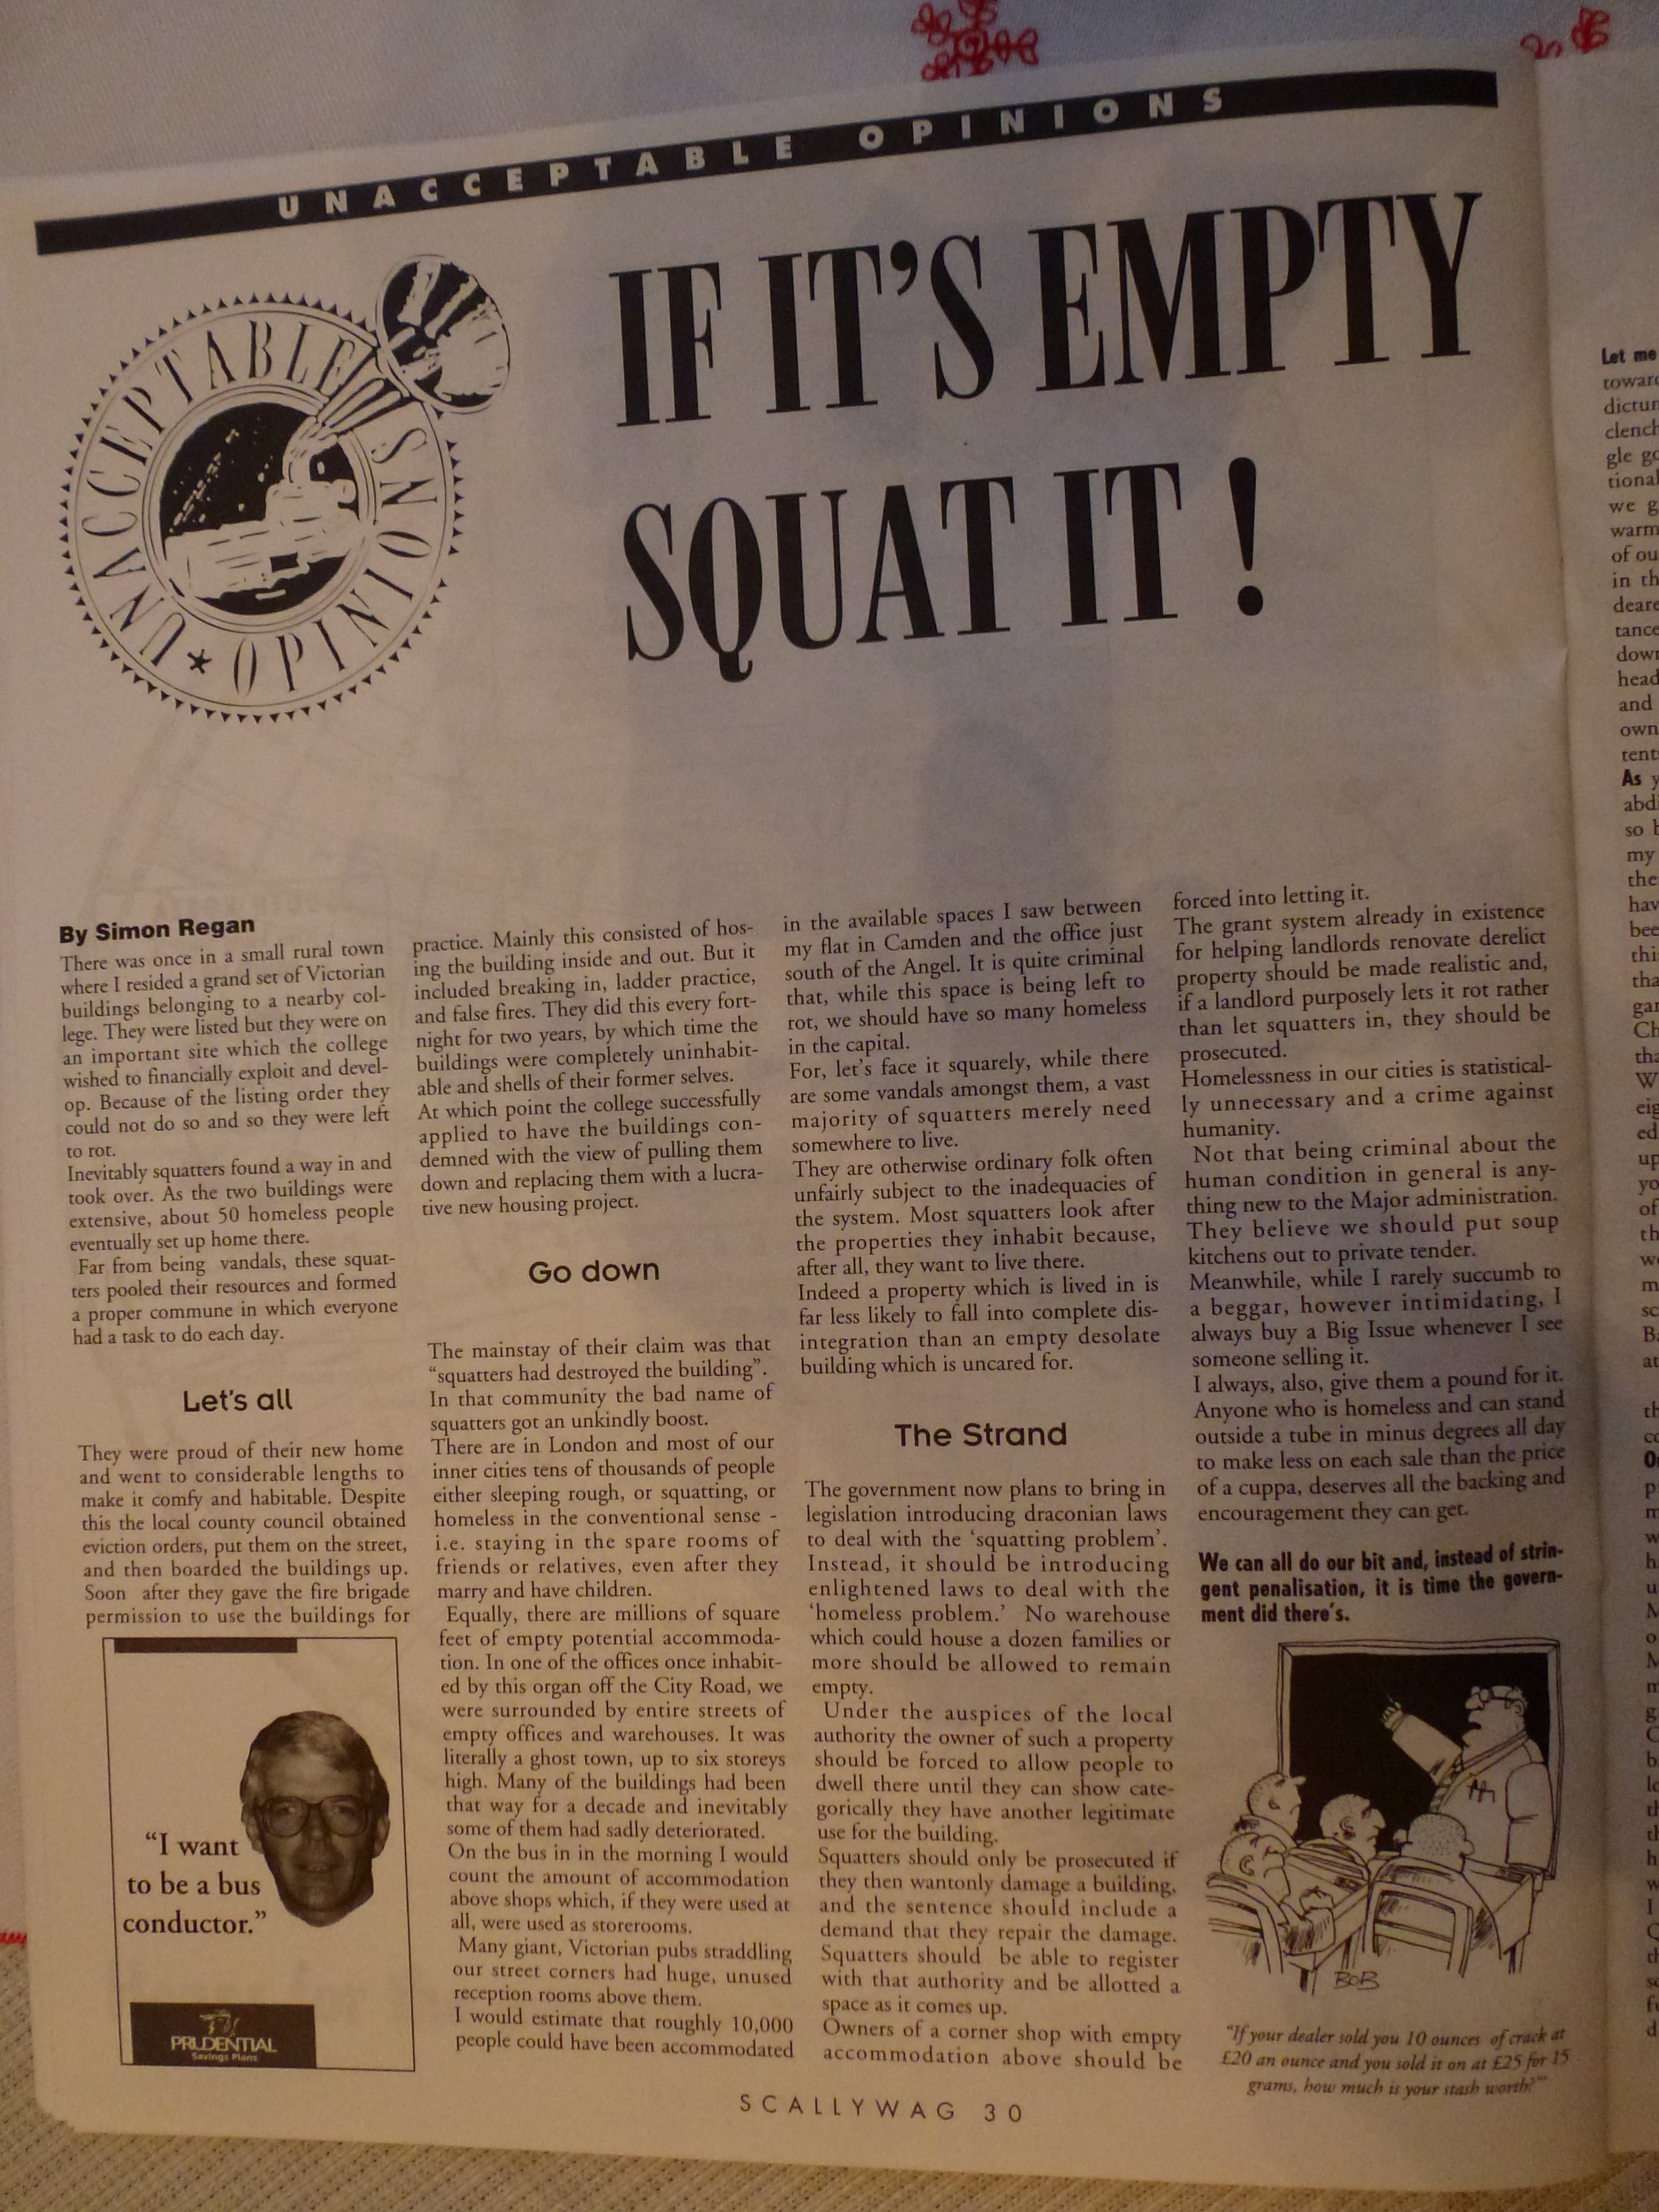 UNACCEPTABLE OPINIONS
UNACCEPTABLE OPINIONS
IF IT'S EMPTY
SQUAT IT !
By Simon Regan
There was once in a small rural town
where I resided a grand set of Victorian
buildings belonging to a nearby col-
lege. They were listed but they were on
an important site which the college
wished to financially exploit and devel-
op. Because of the listing order they
could not do so and so they were left
to rot.
Inevitably squatters found a way in and
took over. As the two buildings were
extensive, about 50 homeless people
eventually set up home there.
Far from being vandals, these squat-
ters pooled their resources and formed
a proper commune in which everyone
had a task to do each day.
Let's all
They were proud of their new home
and went to considerable lengths to
make it comfy and habitable. Despite
this the local county council obtained
eviction orders, put them on the street,
and then boarded the buildings up.
Soon after they gave the fire brigade
permission to use the buildings for
"I want
to be a bus
conductor."
PRUDENTIAL
Savings Plans
practice. Mainly this consisted of hos-
ing the building inside and out. But it
included breaking in, ladder practice,
and false fires. They did this every fort-
night for two years, by which time the
buildings were completely uninhabit-
able and shells of their former selves.
At which point the college successfully
applied to have the buildings con-
demned with the view of pulling them
down and replacing them with a lucra-
tive new housing project.
Go down
The mainstay of their claim was that
"squatters had destroyed the building".
In that community the bad name of
squatters got an unkindly boost.
There are in London and most of our
inner cities tens of thousands of people
either sleeping rough, or squatting, or
homeless in the conventional sense -
i.e. staying in the spare rooms of
friends or relatives, even after they
marry and have children.
Equally, there are millions of square
feet of empty potential accommoda-
tion. In one of the offices once inhabit-
ed by this organ off the City Road, we
were surrounded by entire streets of
empty offices and warehouses. It was
literally a ghost town, up to six storeys
high. Many of the buildings had been
that way for a decade and inevitably
some of them had sadly deteriorated.
On the bus in in the morning I would
count the amount of accommodation
above shops which, if they were used at
all, were used as storerooms.
Many giant, Victorian pubs straddling
our street corners had huge, unused
reception rooms above them.
I would estimate that roughly 10,000
people could have been accommodated
in the available spaces I saw between
my flat in Camden and the office just
south of the Angel. It is quite criminal
that, while this space is being left to
rot, we should have so many homeless
in the capital.
For, let's face it squarely, while there
are some vandals amongst them, a vast
majority of squatters merely need
somewhere to live.
They are otherwise ordinary folk often
unfairly subject to the inadequacies of
the system. Most squatters look after
the properties they inhabit because,
after all, they want to live there.
Indeed a property which is lived in is
far less likely to fall into complete dis-
integration than an empty desolate
building which is uncared for.
The Strand
The government now plans to bring in
legislation introducing draconian laws
to deal with the 'squatting problem'.
Instead, it should be introducing
enlightened laws to deal with the
'homeless problem.' No warehouse
which could house a dozen families or
more should be allowed to remain
empty.
Under the auspices of the local
authority the owner of such a property
should be forced to allow people to
dwell there until they can show cate-
gorically they have another legitimate
use for the building.
Squatters should only be prosecuted if
they then wantonly damage a building,
and the sentence should include a
demand that they repair the damage.
Squatters should be able to register
with that authority and be allotted a
space as it comes up.
Owners of a corner shop with empty
accommodation above should be
forced into letting it.
The grant system already in existence
for helping landlords renovate derelict
property should be made realistic and,
if a landlord purposely lets it rot rather
than let squatters in, they should be
prosecuted.
Homelessness in our cities is statistical-
ly unnecessary and a crime against
humanity.
Not that being criminal about the
human condition in general is any-
thing new to the Major administration.
They believe we should put soup
kitchens out to private tender.
Meanwhile, while I rarely succumb to
a beggar, however intimidating, I
always buy a Big Issue whenever I see
someone selling it.
I always, also, give them a pound for it.
Anyone who is homeless and can stand
outside a tube in minus degrees all day
to make less on each sale than the price
of a cuppa, deserves all the backing and
encouragement they can get.
We can all do our bit and, instead of strin-
gent penalisation, it is time the govern-
ment did there's.
BOB
"If your dealer sold you 10 ounces of crack at
£20 an ounce and you sold it on at £25 for 15
grams, how much is your stash worth?"
SCALLYWAG 30
Let me